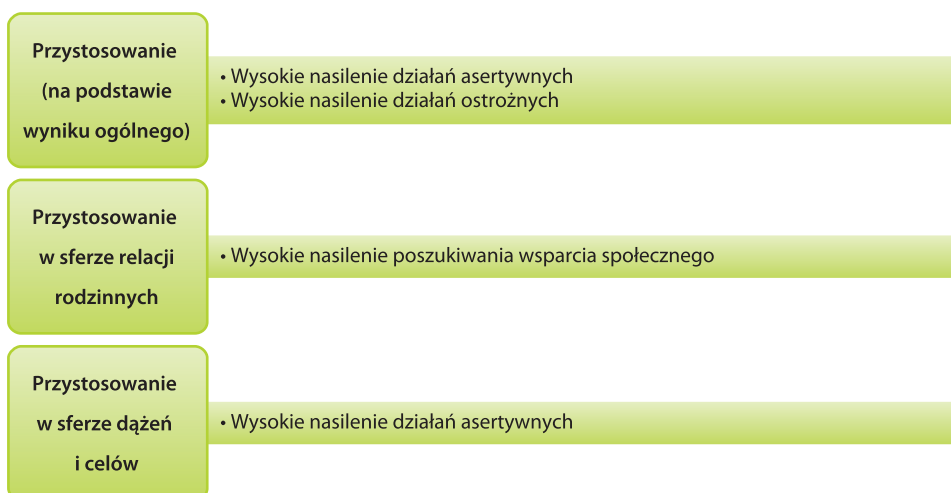 Przystosowanie
(na podstawie
wyniku ogólnego)
• Wysokie nasilenie działań asertywnych
• Wysokie nasilenie działań ostrożnych
Przystosowanie
w sferze relacji
rodzinnych
• Wysokie nasilenie poszukiwania wsparcia społecznego
Przystosowanie
w sferze dążeń
i celów
• Wysokie nasilenie działań asertywnych